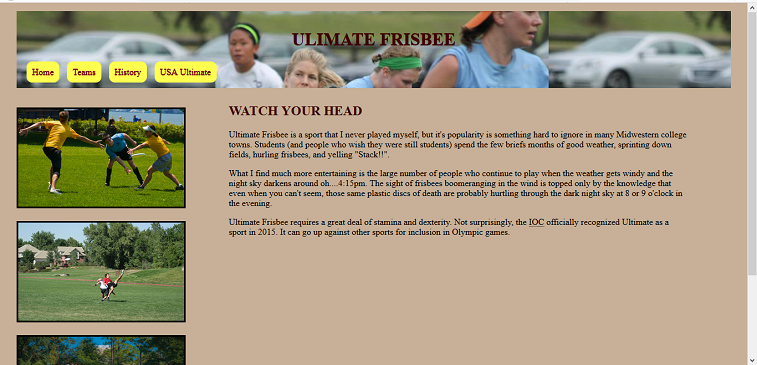 ULIMATE FRISBEE
Home Teams History USA Ultimate
WATCH YOUR HEAD
Ultimate Frisbee is a sport that I never played myself, but it's popularity is something hard to ignore in many Midwestern college
towns. Students (and people who wish they were still students) spend the few briefs months of good weather, sprinting down
fields, hurling frisbees, and yelling "Stack!!".
What I find much more entertaining is the large number of people who continue to play when the weather gets windy and the
night sky darkens around oh....4:15pm. The sight of frisbees boomeranging in the wind is topped only by the knowledge that
even when you can't seem, those same plastic discs of death are probably hurtling through the dark night sky at 8 or 9 o'clock in
the evening.
Ultimate Frisbee requires a great deal of stamina and dexterity. Not surprisingly, the IOC officially recognized Ultimate as a
sport in 2015. It can go up against other sports for inclusion in Olympic games.